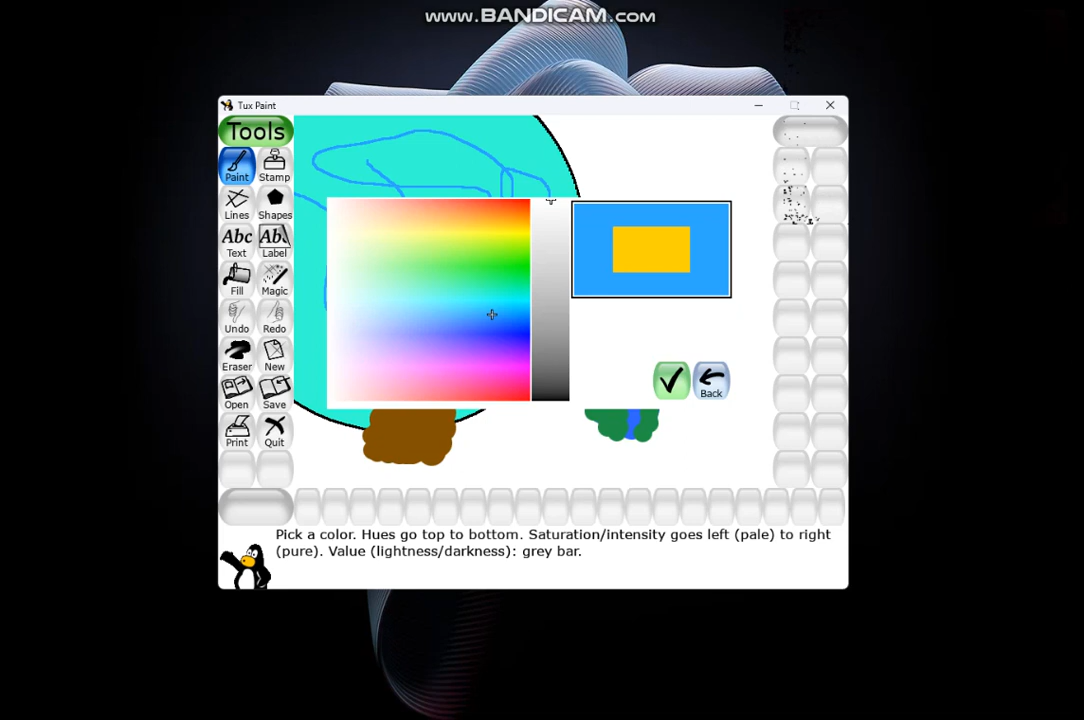 www.BANDICAM.com
Tux Paint
Tools
Paint
Stamp
Lines
Shapes
Abc
Text
Abc
Label
Fill
Magic
Undo
Redo
Eraser
New
Open
Save
Print
Quit
Back
Pick a color. Hues go top to bottom. Saturation/intensity goes left (pale) to right
(pure). Value (lightness/darkness): grey bar.